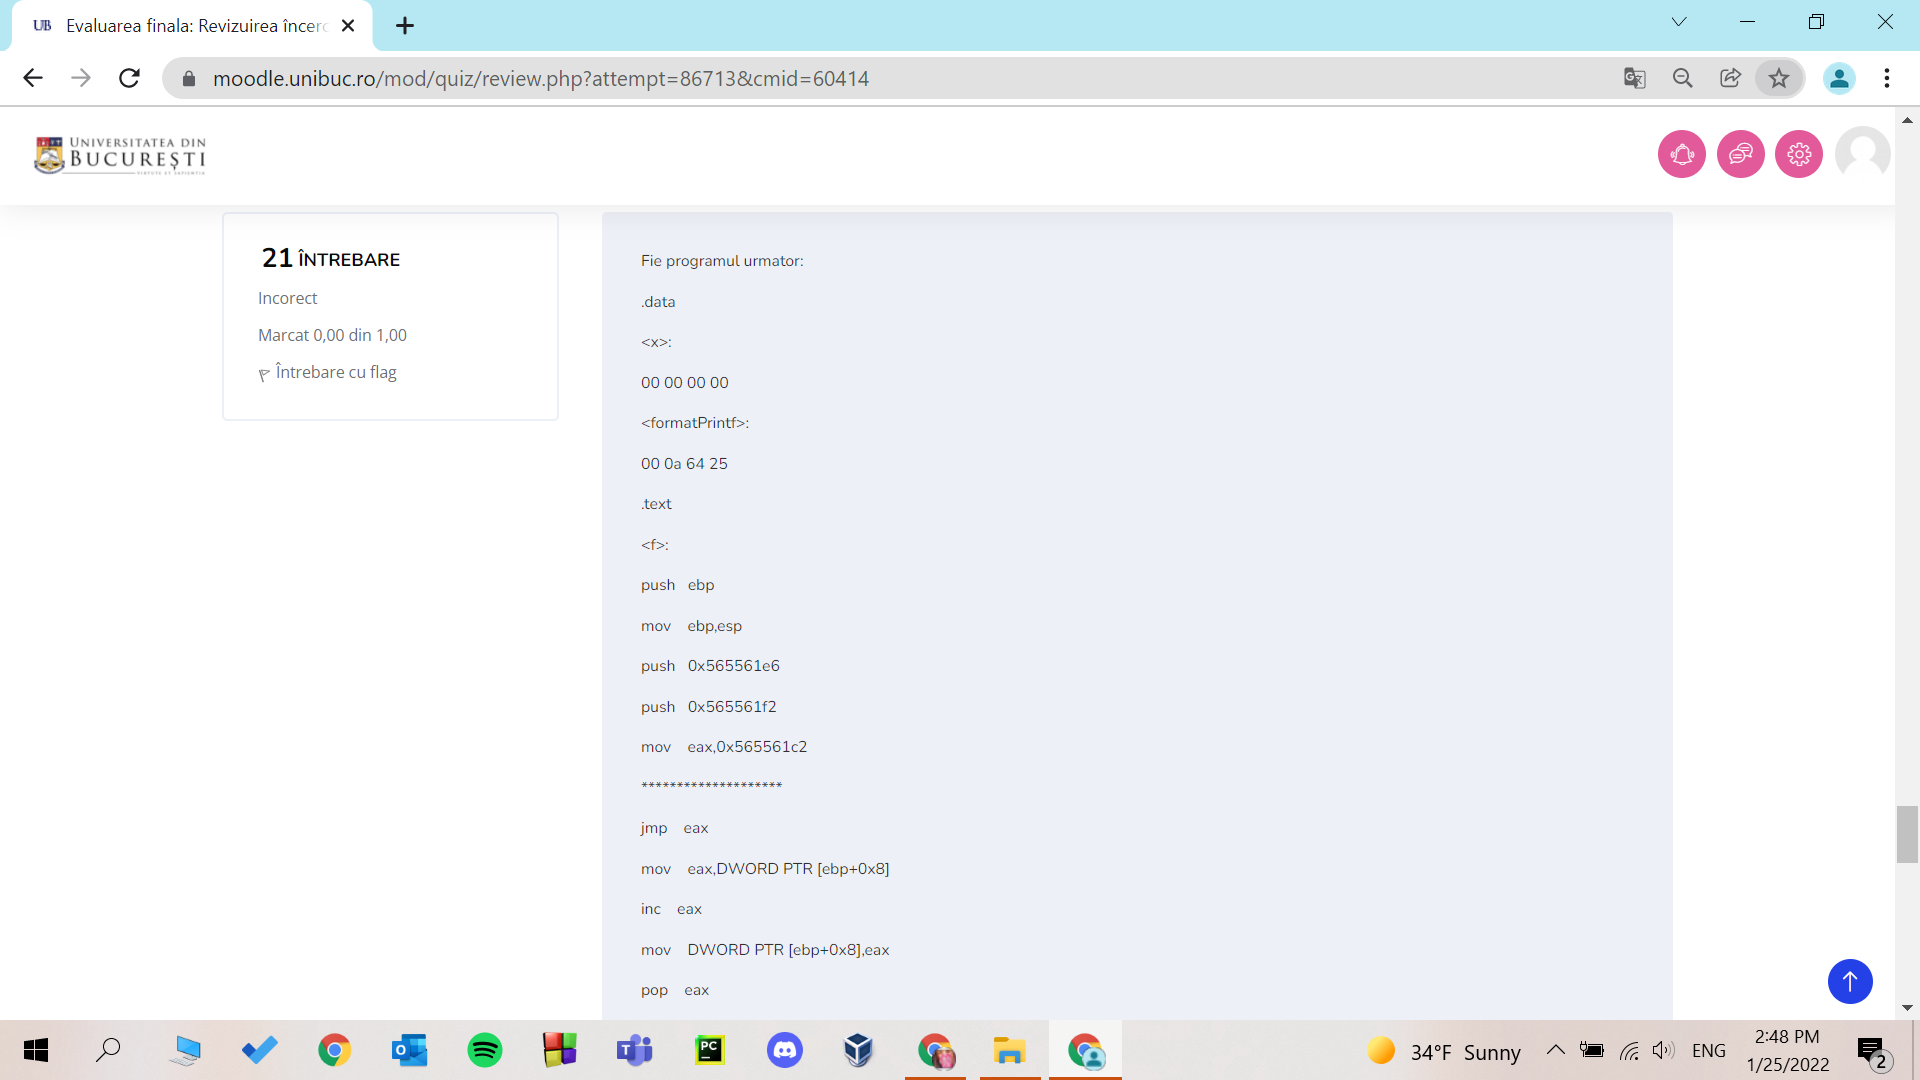 UB Evaluarea finala: Revizuirea încerc
moodle.unibuc.ro/mod/quiz/review.php?attempt=86713&cmid=60414
UNIVERSITATEA DIN
BUCUREȘTI
VIRTUTE ET SAPIENTIA
21 ÎNTREBARE
Incorect
Marcat 0,00 din 1,00
Întrebare cu flag
Fie programul urmator:
.data
<x>:
00 00 00 00
<formatPrintf>:
00 0a 64 25
.text
<f>:
push ebp
mov ebp,esp
push 0x565561e6
push 0x565561f2
mov eax,0x565561c2
********************
jmp eax
mov eax,DWORD PTR [ebp+0x8]
inc eax
mov DWORD PTR [ebp+0x8],eax
pop eax
34°F Sunny
ENG
2:48 PM
1/25/2022
2